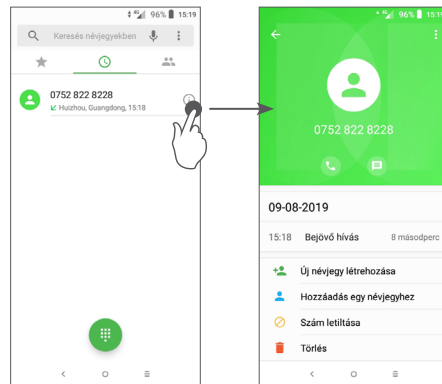 96% 15:19
Keresés névjegyekben
0752 822 8228
Huizhou, Guangdong, 15:18
4G 96% 15:19
0752 822 8228
09-08-2019
15:18 Bejövő hívás 8 másodperc
Új névjegy létrehozása
Hozzáadás egy névjegyhez
Szám letiltása
Törlés